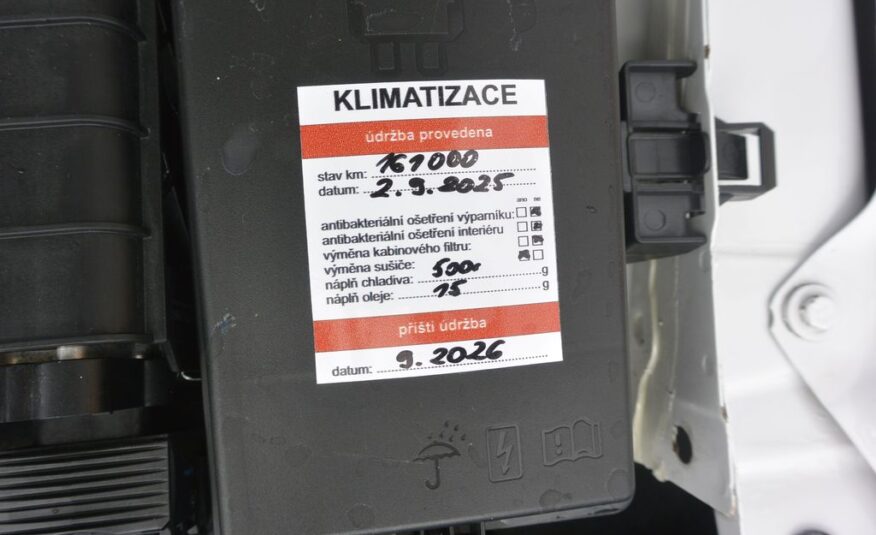 KLIMATIZACE
údržba provedena
stav km: 161000
datum: 2.9.2025
ano ne
antibakteriální ošetření výparníku:
antibakteriální ošetření interiéru
výměna kabinového filtru:
výměna sušiče:
náplň chladiva: 500 g
náplň oleje: 15 g
příští údržba
datum: 9.2026